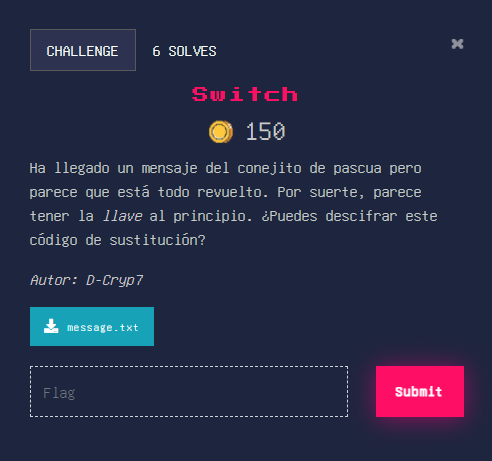 CHALLENGE 6 SOLVES
Switch
150
Ha llegado un mensaje del conejito de pascua pero
parece que está todo revuelto. Por suerte, parece
tener la llave al principio. ¿Puedes descifrar este
código de sustitución?
Autor: D-Cryp7
message.txt
Flag
Submit